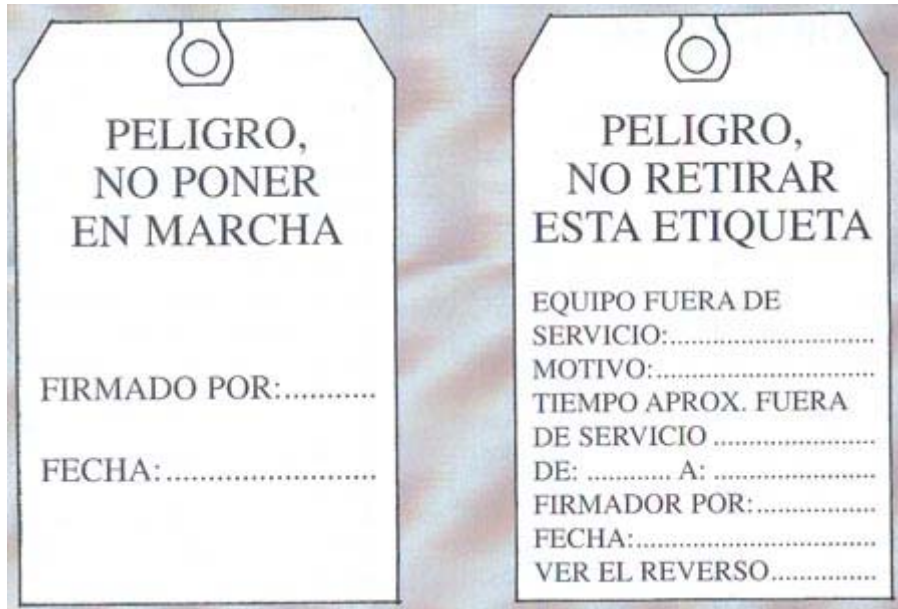 PELIGRO,
NO PONER
EN MARCHA
FIRMADO POR:...........
FECHA:........................
PELIGRO,
NO RETIRAR
ESTA ETIQUETA
EQUIPO FUERA DE
SERVICIO:.............................
MOTIVO:...............................
TIEMPO APROX. FUERA
DE SERVICIO .......................
DE: ............ A: .......................
FIRMADOR POR:.................
FECHA:..................................
VER EL REVERSO...............